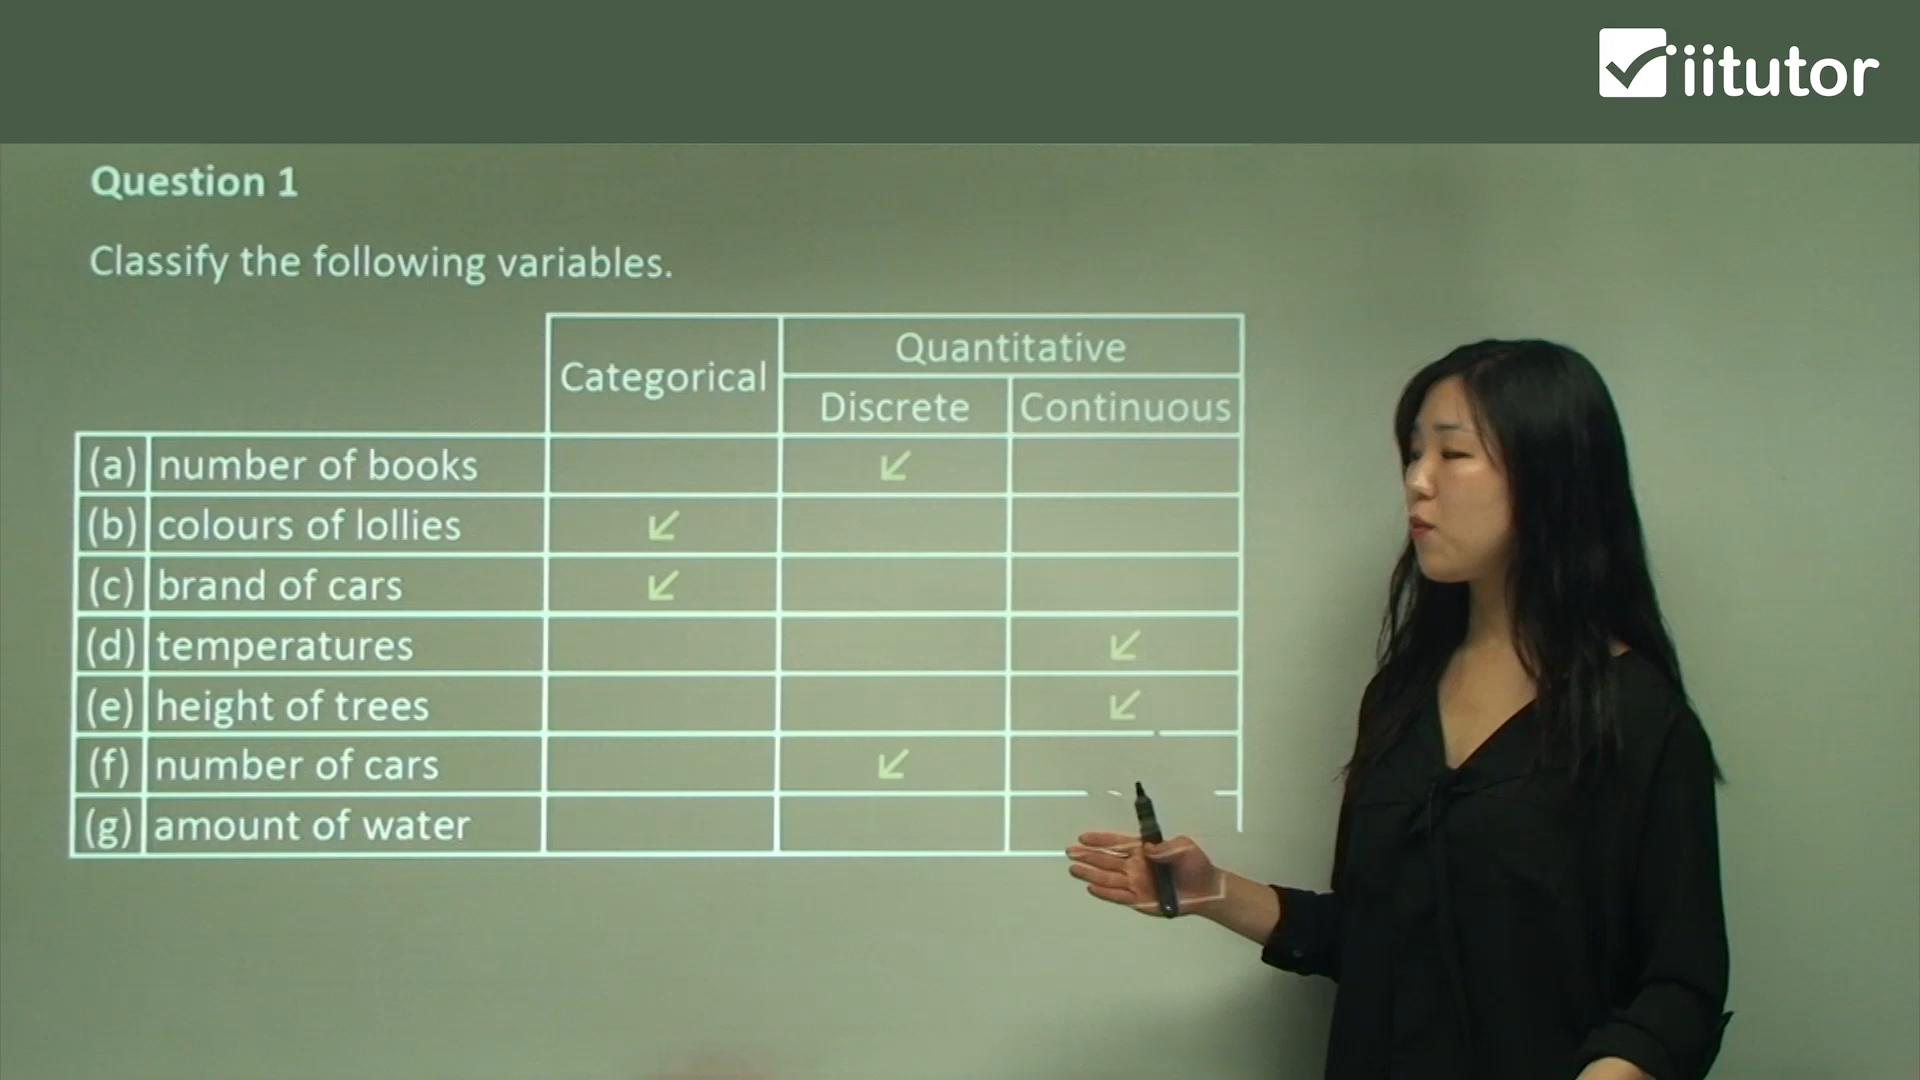 iitutor
Question 1
Classify the following variables.
Categorical
Quantitative
Discrete
Continuous
(a) number of books ↙
(b) colours of lollies ↙
(c) brand of cars ↙
(d) temperatures ↙
(e) height of trees ↙
(f) number of cars ↙
(g) amount of water